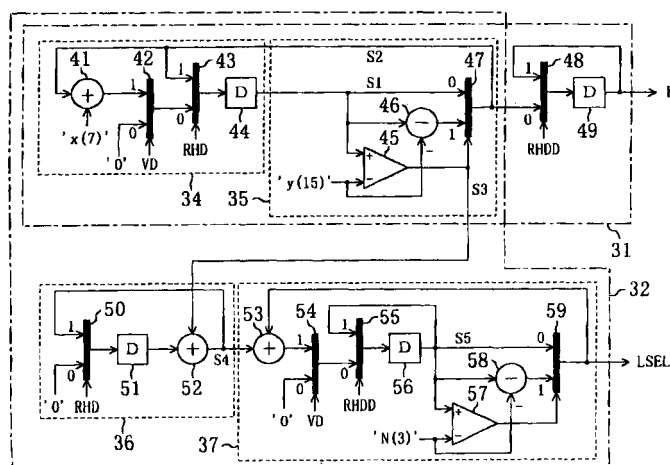 41
42
43
S2
47
48
1
1
1
S1
0
1
+
D
46
D
0
0
−
1
0
44
45
49
'x(7)'
+
'0'
VD
RHD
−
RHDD
34
35
'y(15)'
−
S3
31
32
50
53
54
55
59
1
1
1
S5
0
D
+
S4
+
D
58
−
1
LSEL
0
0
0
51
52
56
57
+
−
'0'
RHD
'0'
VD
RHDD
'N(3)'
−
36
37